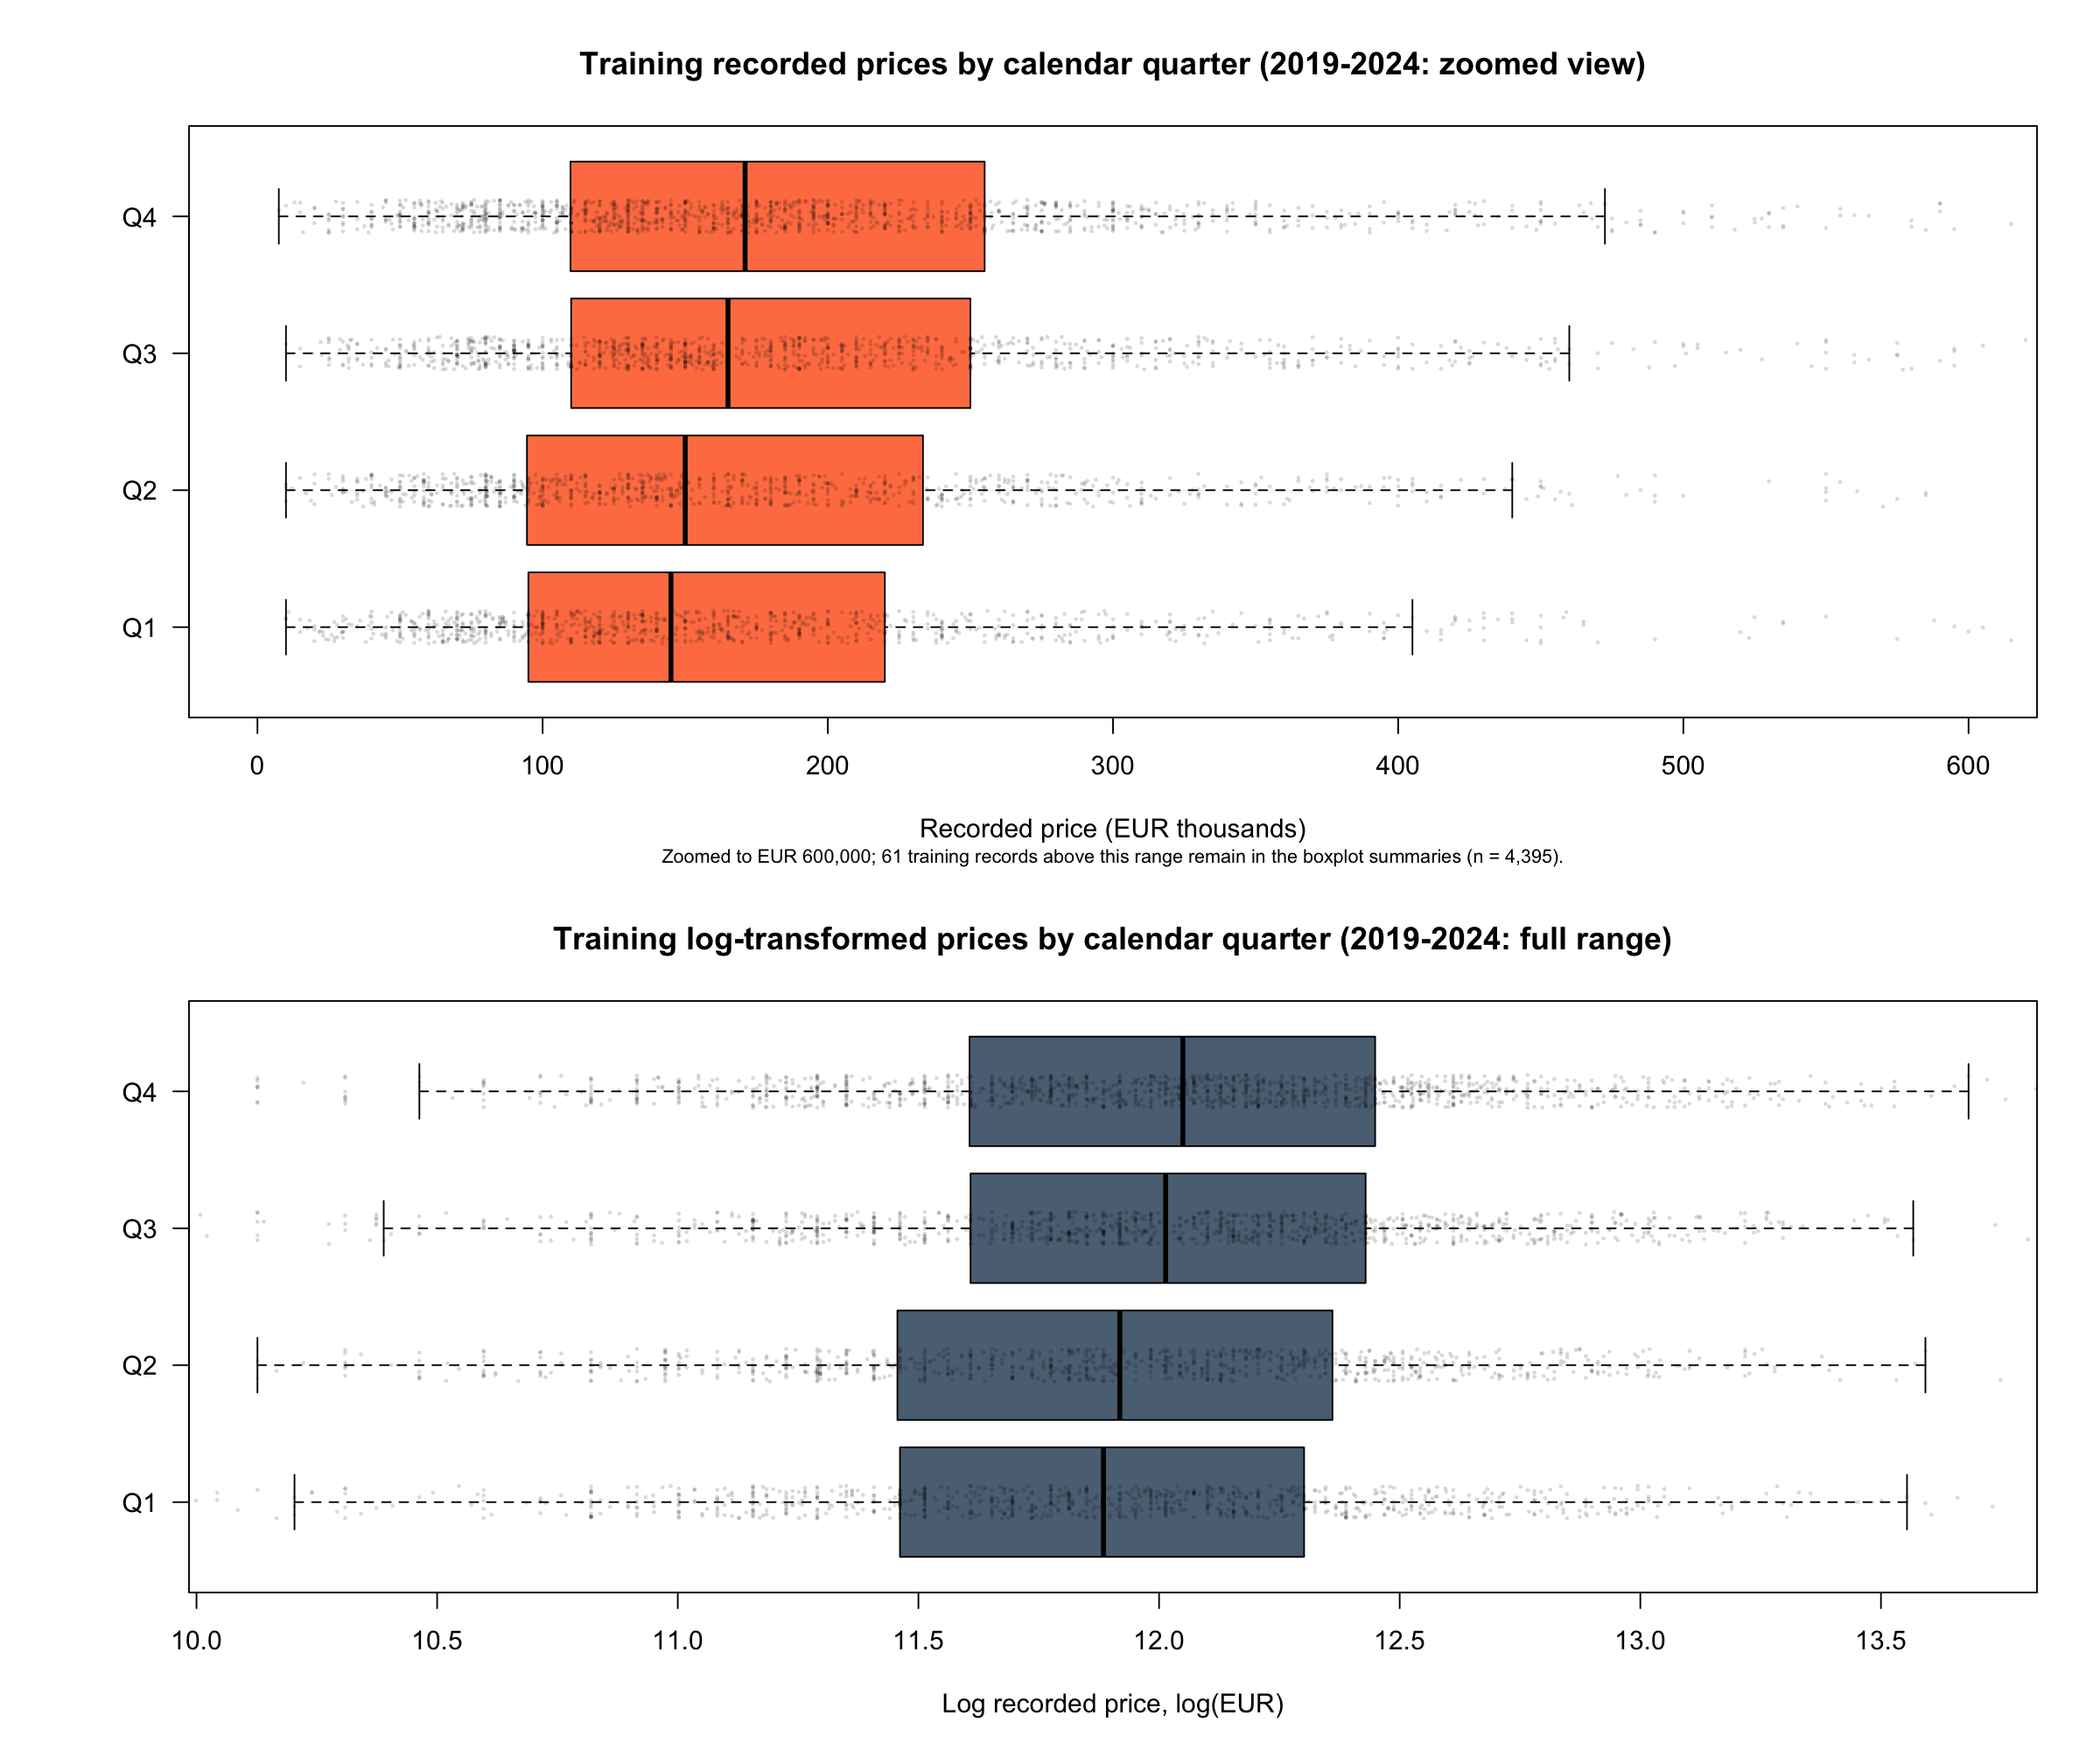 Training recorded prices by calendar quarter (2019-2024: zoomed view)
Q4
Q3
Q2
Q1
0 100 200 300 400 500 600
Recorded price (EUR thousands)
Zoomed to EUR 600,000; 61 training records above this range remain in the boxplot summaries (n = 4,395).
Training log-transformed prices by calendar quarter (2019-2024: full range)
Q4
Q3
Q2
Q1
10.0 10.5 11.0 11.5 12.0 12.5 13.0 13.5
Log recorded price, log(EUR)